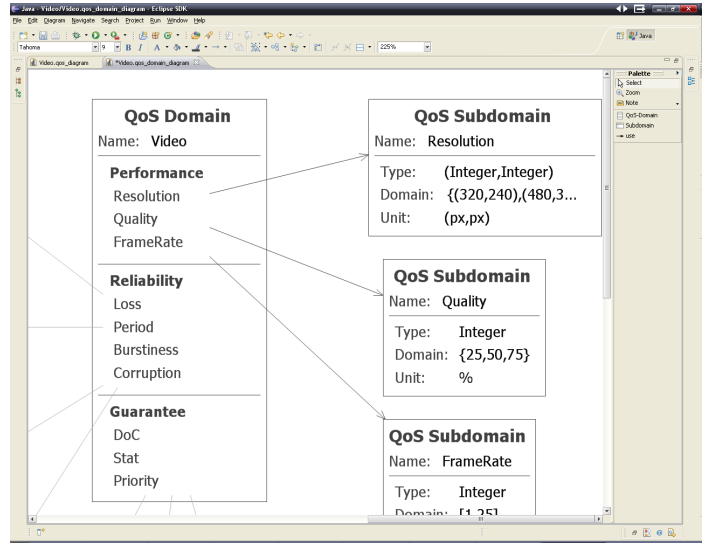 Java - Video/Video.qos_domain_diagram - Eclipse SDK
File Edit Diagram Navigate Search Project Run Window Help
Tahoma 9 B I A 225% Java
Video.qos_diagram *Video.qos_domain_diagram
Palette
Select
Zoom
Note
QoS-Domain
Subdomain
use
QoS Domain
Name: Video
Performance
Resolution
Quality
FrameRate
Reliability
Loss
Period
Burstiness
Corruption
Guarantee
DoC
Stat
Priority
QoS Subdomain
Name: Resolution
Type: (Integer,Integer)
Domain: {(320,240),(480,3...
Unit: (px,px)
QoS Subdomain
Name: Quality
Type: Integer
Domain: {25,50,75}
Unit: %
QoS Subdomain
Name: FrameRate
Type: Integer
Domain: [1,25]